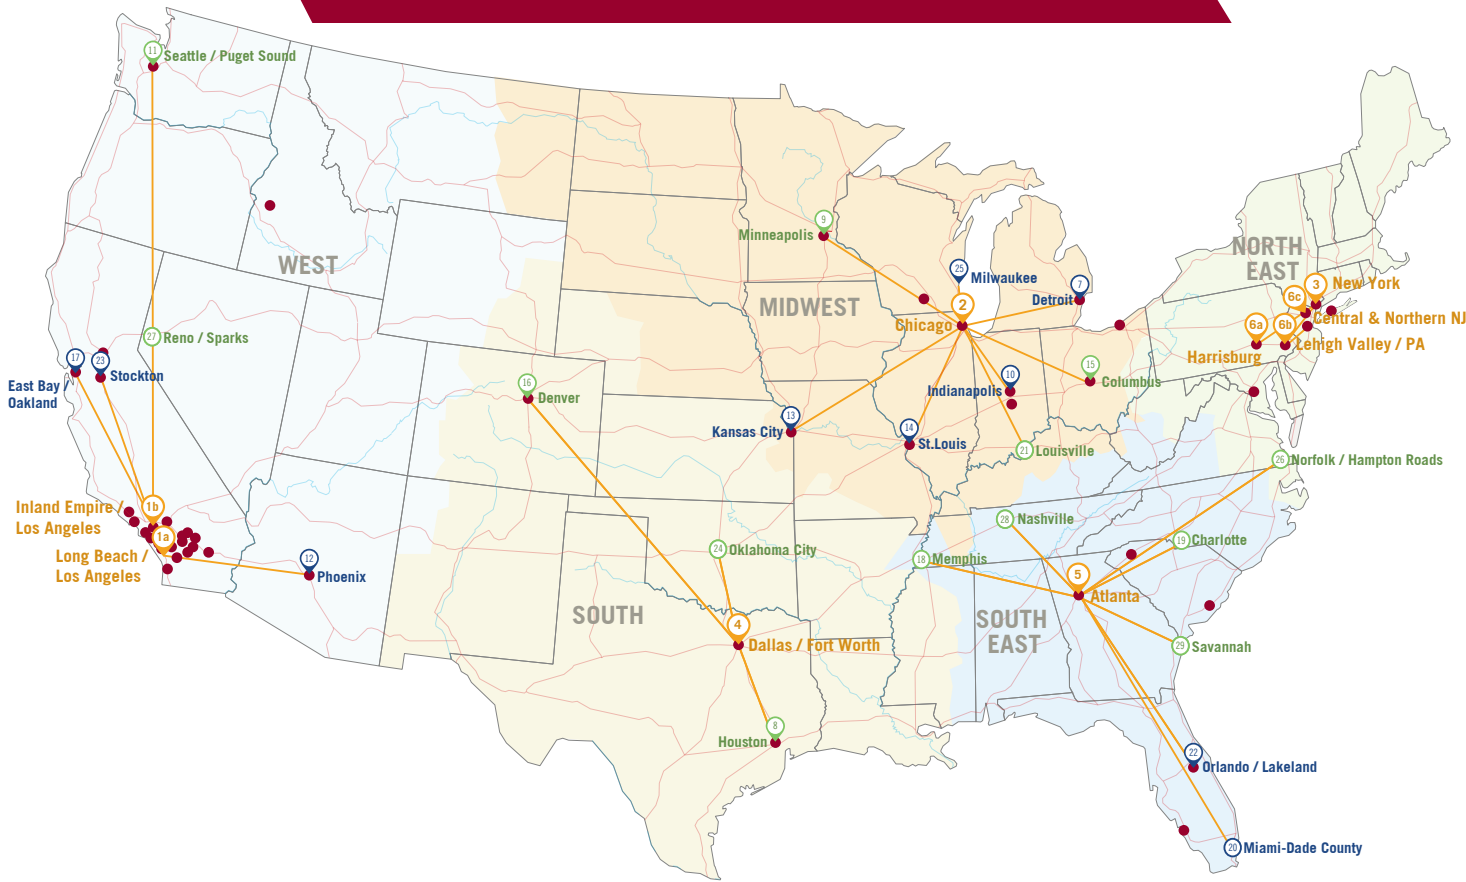 11
Seattle / Puget Sound
WEST
NORTH
EAST
9
Minneapolis
25
Milwaukee
7
Detroit
3
New York
6c
Central & Northern NJ
MIDWEST
2
Chicago
6a
6b
Lehigh Valley / PA
Harrisburg
27
Reno / Sparks
17
23
Stockton
East Bay /
Oakland
16
Denver
15
Columbus
10
Indianapolis
13
Kansas City
14
St.Louis
21
Louisville
26
Norfolk / Hampton Roads
1b
Inland Empire /
Los Angeles
1a
Long Beach /
Los Angeles
12
Phoenix
24
Oklahoma City
28
Nashville
18
Memphis
19
Charlotte
5
Atlanta
SOUTH
SOUTH
EAST
4
Dallas / Fort Worth
29
Savannah
8
Houston
22
Orlando / Lakeland
20
Miami-Dade County